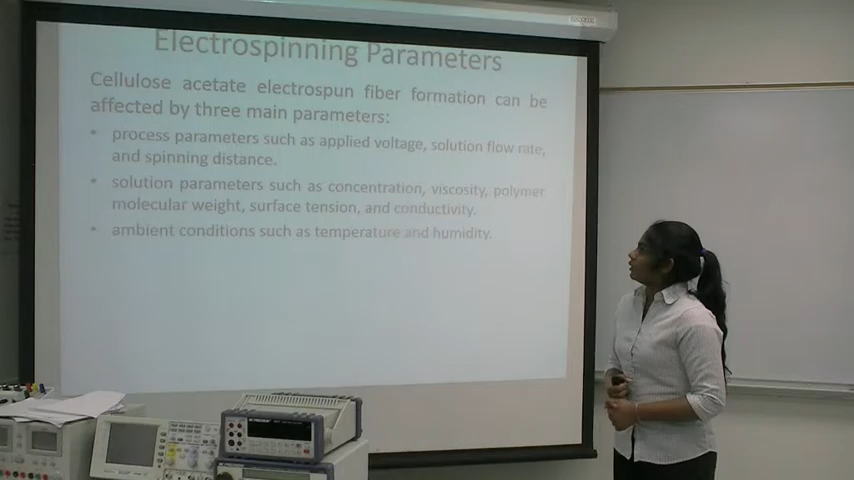 Electrospinning Parameters
Cellulose acetate electrospun fiber formation can be
affected by three main parameters:
• process parameters such as applied voltage, solution flow rate,
and spinning distance.
• solution parameters such as concentration, viscosity, polymer
molecular weight, surface tension, and conductivity.
• ambient conditions such as temperature and humidity.